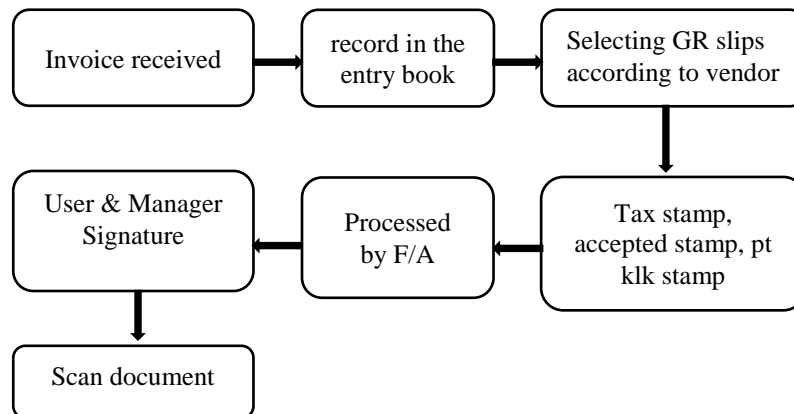 Invoice received
record in the
entry book
Selecting GR slips
according to vendor
Tax stamp,
accepted stamp, pt
klk stamp
Processed
by F/A
User & Manager
Signature
Scan document